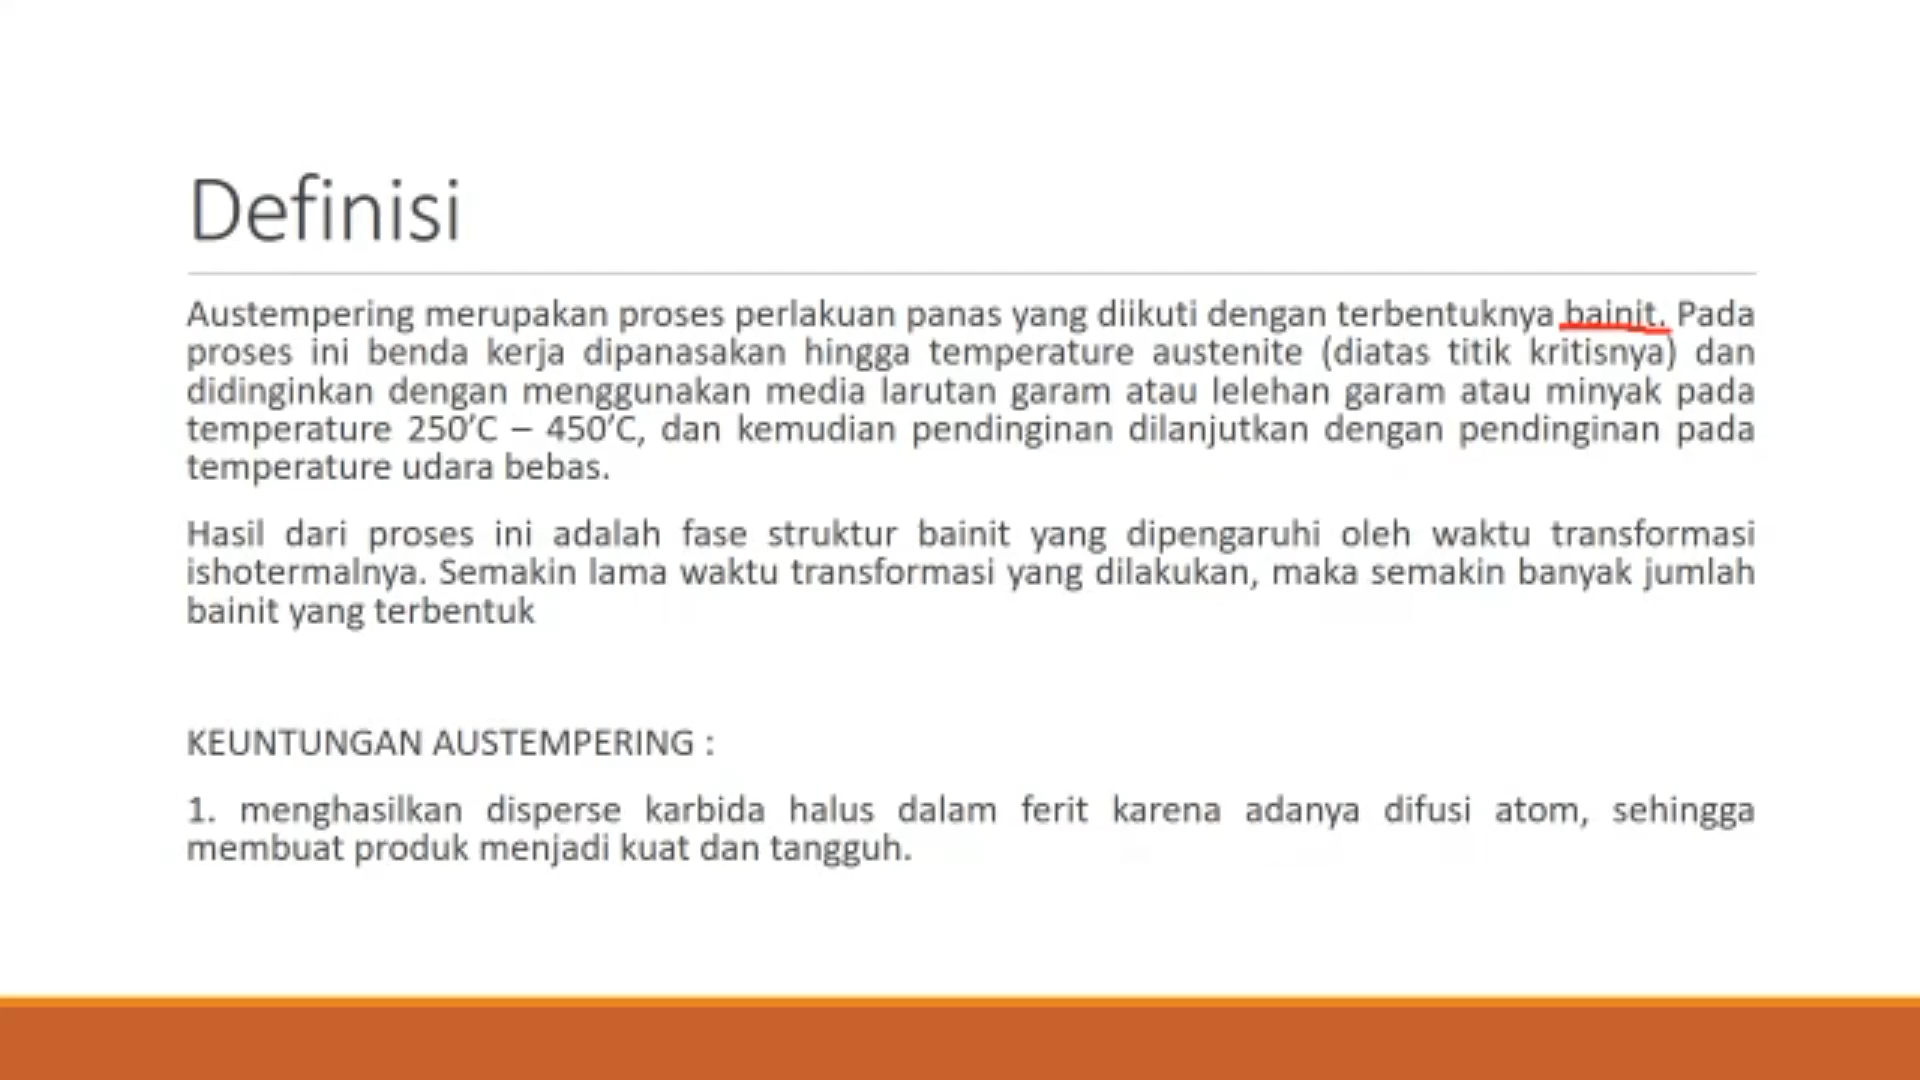 Definisi
Austempering merupakan proses perlakuan panas yang diikuti dengan terbentuknya bainit. Pada
proses ini benda kerja dipanasakan hingga temperature austenite (diatas titik kritisnya) dan
didinginkan dengan menggunakan media larutan garam atau lelehan garam atau minyak pada
temperature 250’C – 450’C, dan kemudian pendinginan dilanjutkan dengan pendinginan pada
temperature udara bebas.
Hasil dari proses ini adalah fase struktur bainit yang dipengaruhi oleh waktu transformasi
ishotermalnya. Semakin lama waktu transformasi yang dilakukan, maka semakin banyak jumlah
bainit yang terbentuk
KEUNTUNGAN AUSTEMPERING :
1. menghasilkan disperse karbida halus dalam ferit karena adanya difusi atom, sehingga
membuat produk menjadi kuat dan tangguh.